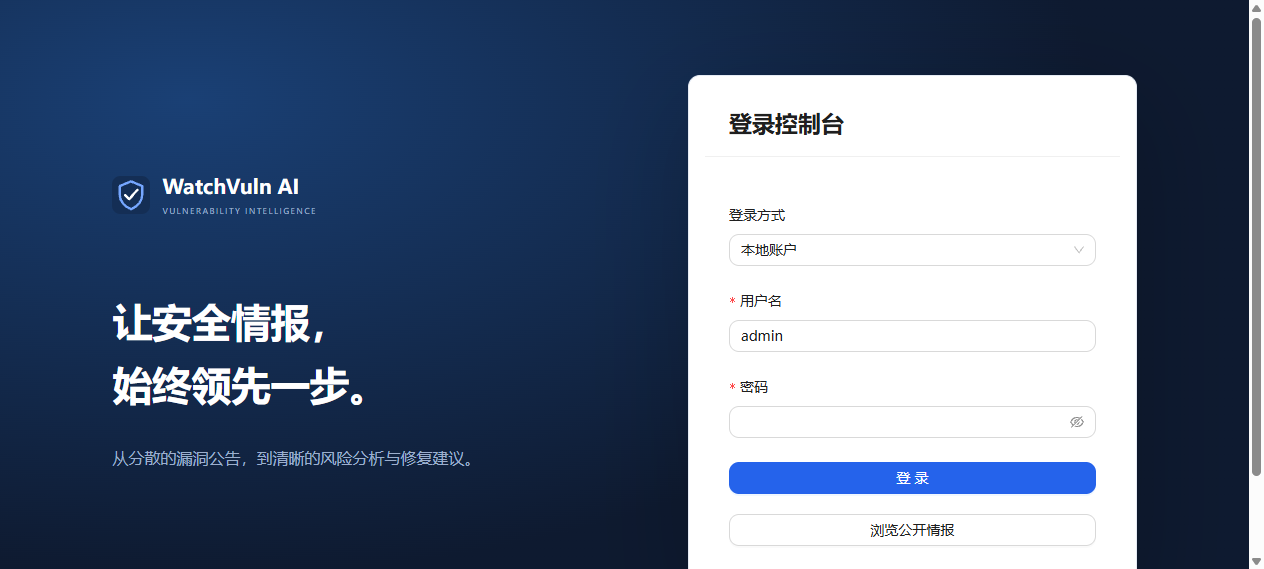 WatchVuln AI
VULNERABILITY INTELLIGENCE
让安全情报，
始终领先一步。
从分散的漏洞公告，到清晰的风险分析与修复建议。
登录控制台
登录方式
本地账户
* 用户名
admin
* 密码
登 录
浏览公开情报